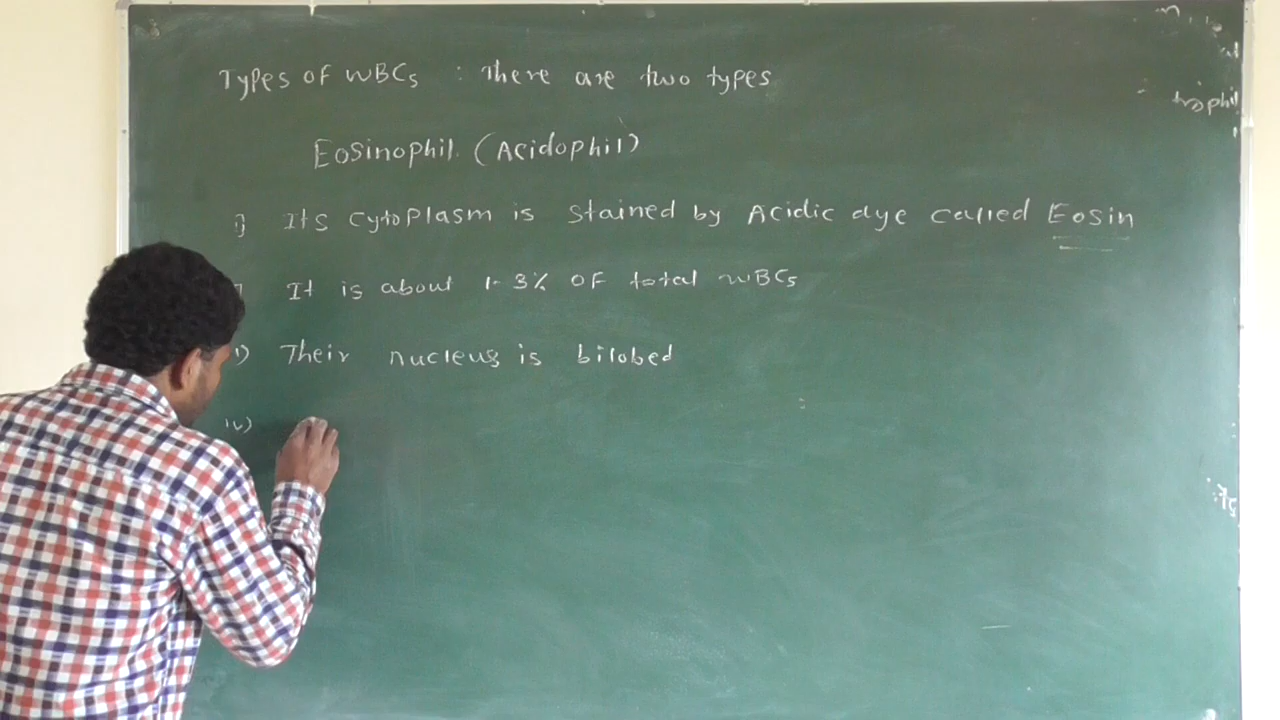 Types OF WBCs : There are two types
trophil
Eosinophil. (Acidophil)
i) Its cytoplasm is stained by Acidic dye called Eosin
It is about 1-3% OF total WBCs
Their nucleus is bilobed
iv)